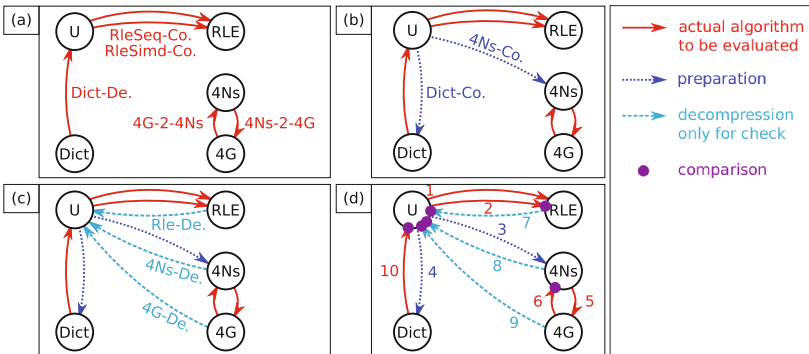 (a)
U
RLE
RleSeq-Co.
RleSimd-Co.
4Ns
Dict-De.
4G-2-4Ns
4Ns-2-4G
Dict
4G
(b)
U
RLE
4Ns-Co.
4Ns
Dict-Co.
Dict
4G
actual algorithm
to be evaluated
preparation
decompression
only for check
comparison
(c)
U
RLE
Rle-De.
4Ns
4Ns-De.
4G-De.
Dict
4G
(d)
1
U
2
RLE
7
3
4Ns
8
10
4
6
5
9
Dict
4G